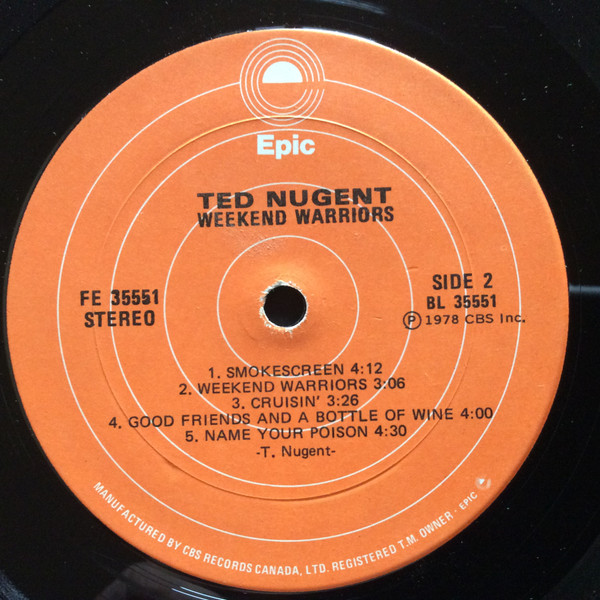 Epic
TED NUGENT
WEEKEND WARRIORS
FE 35551
STEREO
SIDE 2
BL 35551
Ⓟ 1978 CBS Inc.
1. SMOKESCREEN 4:12
2. WEEKEND WARRIORS 3:06
3. CRUISIN' 3:26
4. GOOD FRIENDS AND A BOTTLE OF WINE 4:00
5. NAME YOUR POISON 4:30
-T. Nugent-
MANUFACTURED BY CBS RECORDS CANADA, LTD. REGISTERED T.M. OWNER · EPIC